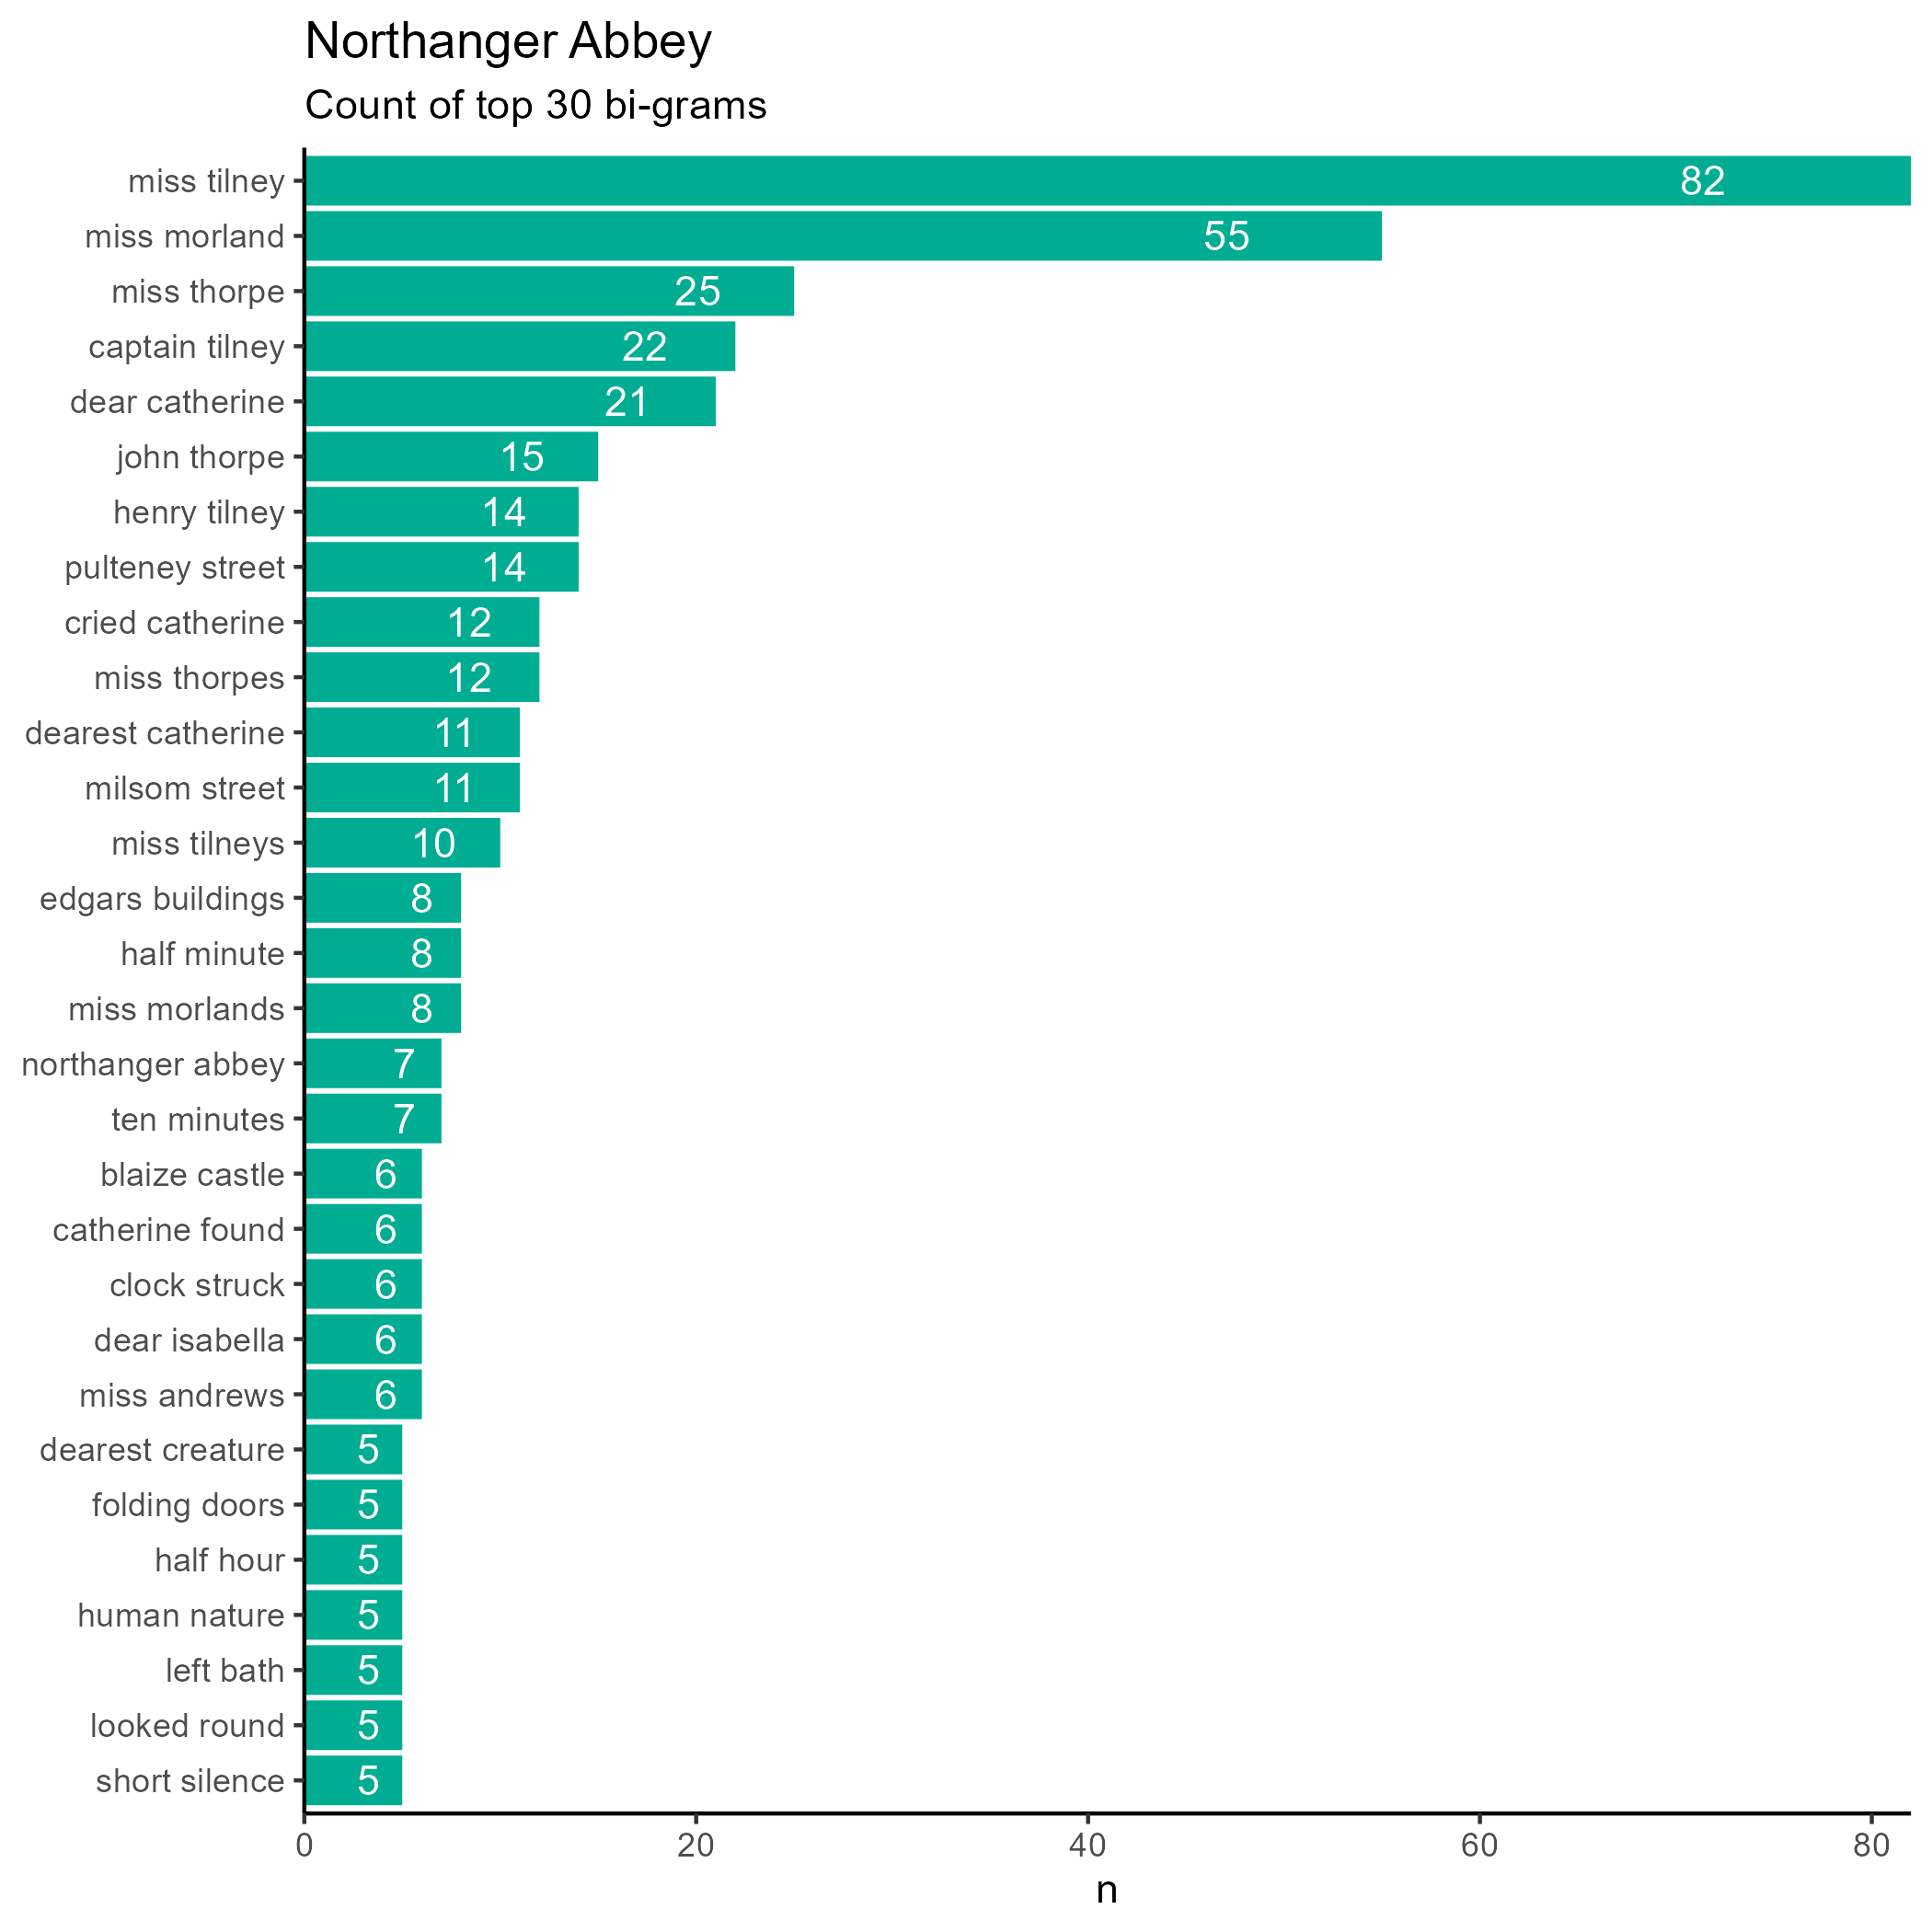 Northanger Abbey
Count of top 30 bi-grams
miss tilney 82
miss morland 55
miss thorpe 25
captain tilney 22
dear catherine 21
john thorpe 15
henry tilney 14
pulteney street 14
cried catherine 12
miss thorpes 12
dearest catherine 11
milsom street 11
miss tilneys 10
edgars buildings 8
half minute 8
miss morlands 8
northanger abbey 7
ten minutes 7
blaize castle 6
catherine found 6
clock struck 6
dear isabella 6
miss andrews 6
dearest creature 5
folding doors 5
half hour 5
human nature 5
left bath 5
looked round 5
short silence 5
0 20 40 60 80
n